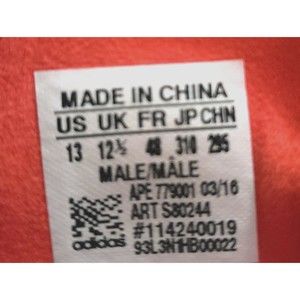 MADE IN CHINA
US UK FR JP CHN
13 12½ 48 310 295
MALE/MÂLE
APE 779001 03/16
ART S80244
#114240019
adidas 93L3N1HB00022